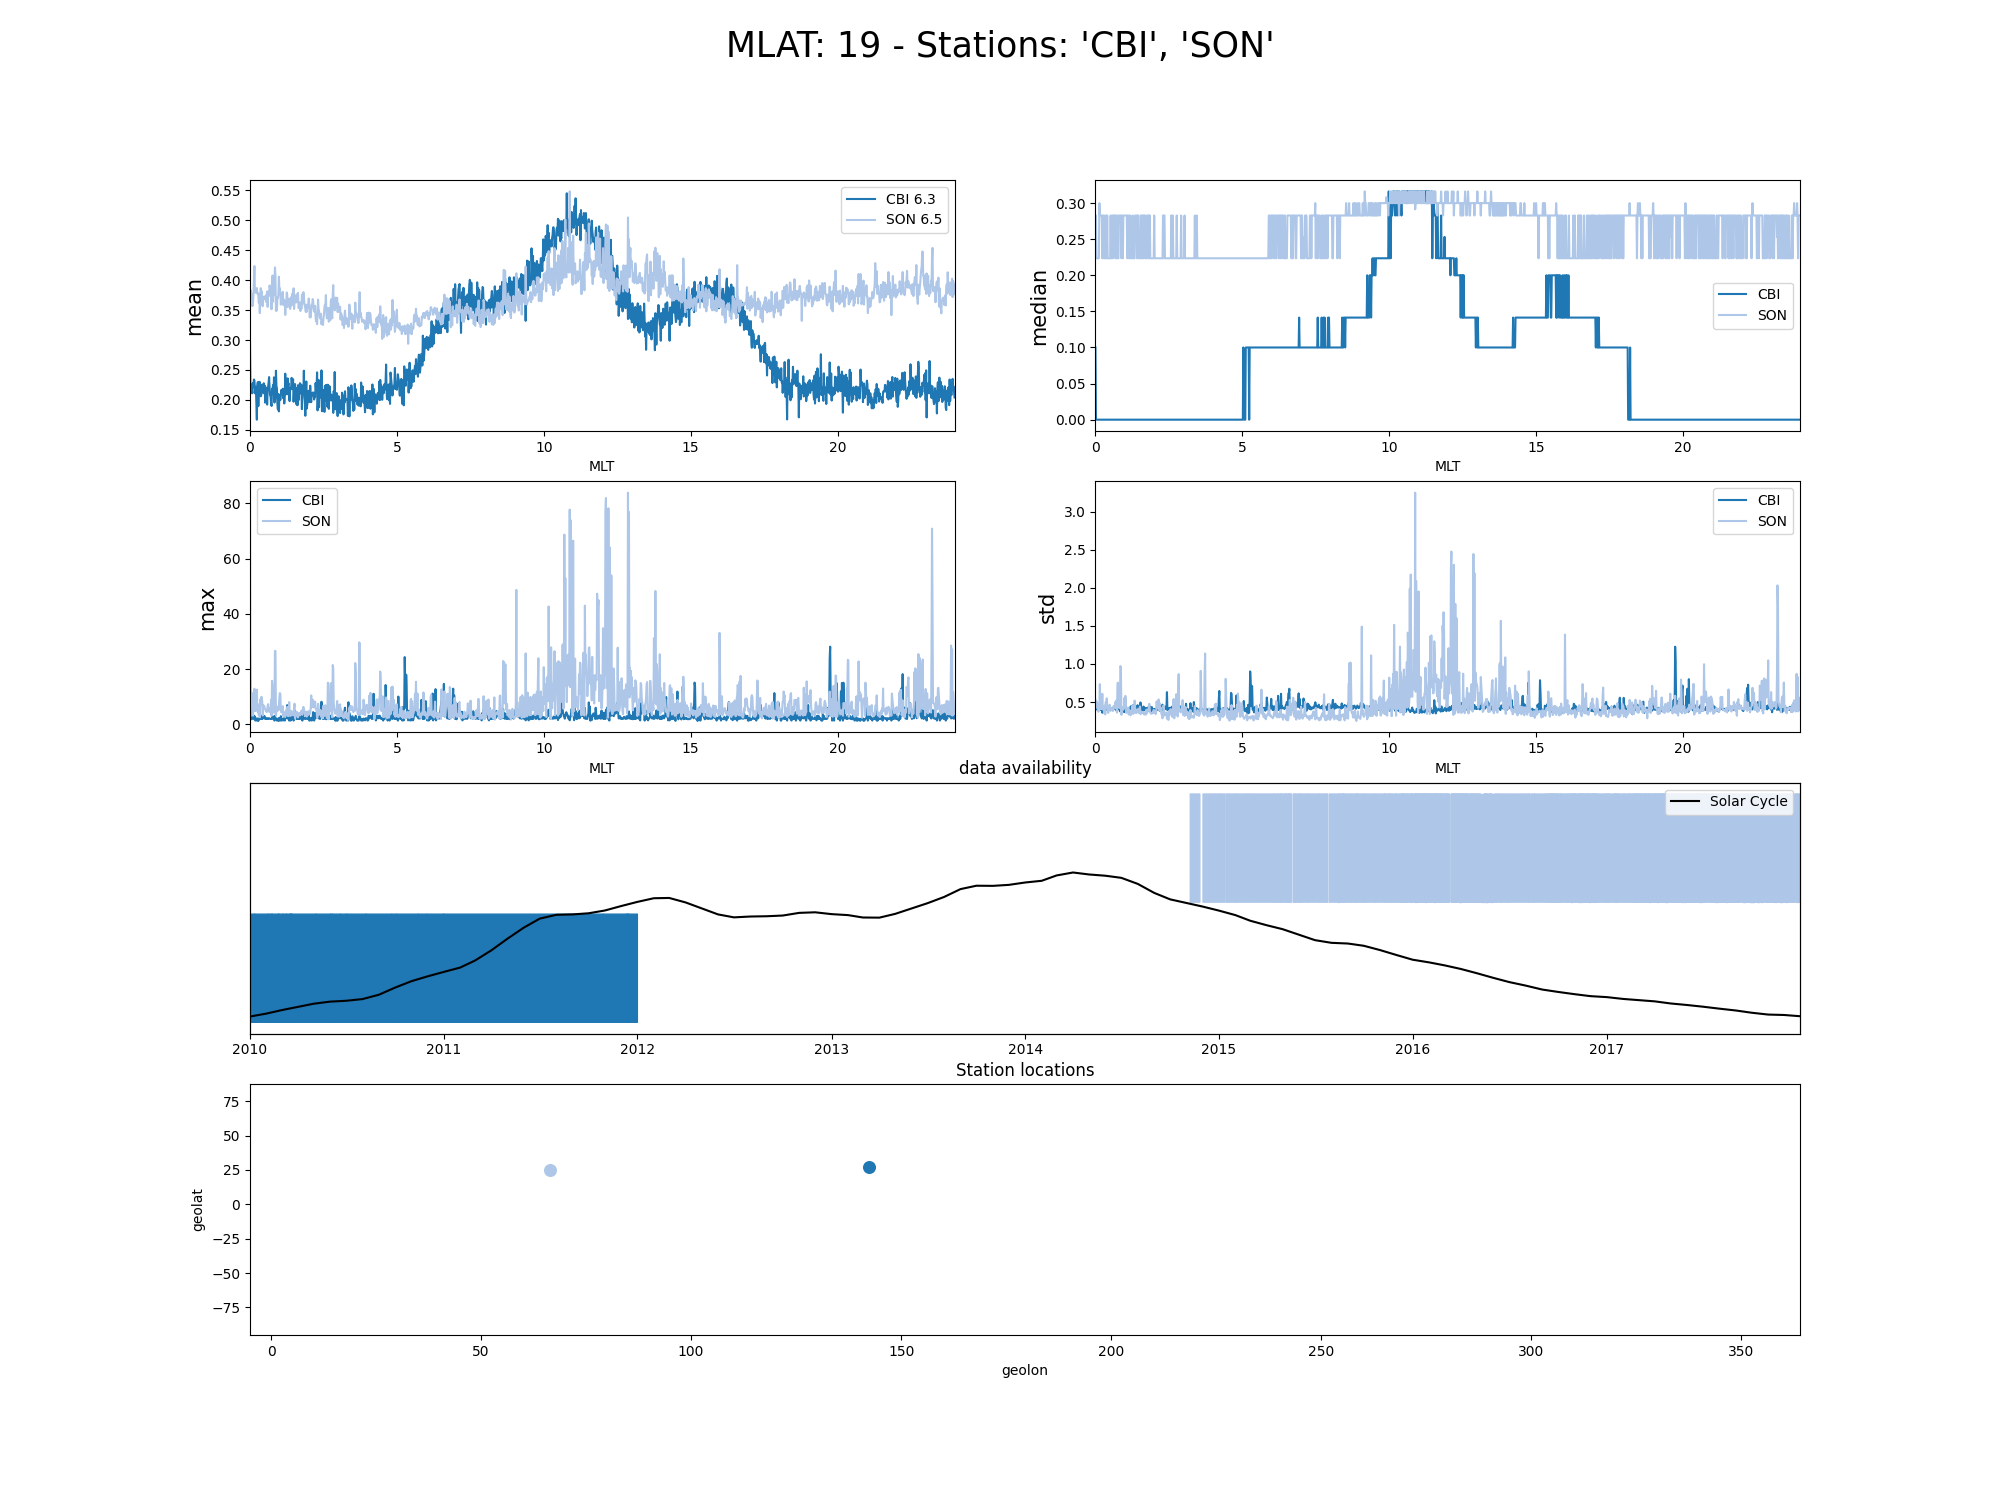 MLAT: 19 - Stations: 'CBI', 'SON'
mean
0.55
0.50
0.45
0.40
0.35
0.30
0.25
0.20
0.15
CBI 6.3
SON 6.5
0 5 10 15 20
MLT
median
0.30
0.25
0.20
0.15
0.10
0.05
0.00
CBI
SON
0 5 10 15 20
MLT
max
80
60
40
20
0
CBI
SON
0 5 10 15 20
MLT
std
3.0
2.5
2.0
1.5
1.0
0.5
CBI
SON
0 5 10 15 20
MLT
data availability
Solar Cycle
2010 2011 2012 2013 2014 2015 2016 2017
Station locations
geolat
75
50
25
0
−25
−50
−75
0 50 100 150 200 250 300 350
geolon